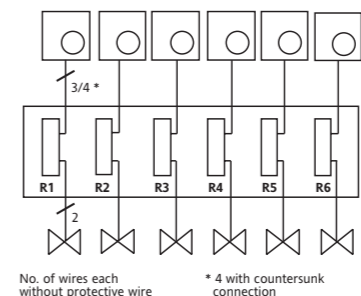 3/4 *
R1 R2 R3 R4 R5 R6
2
No. of wires each
without protective wire
* 4 with countersunk
connection